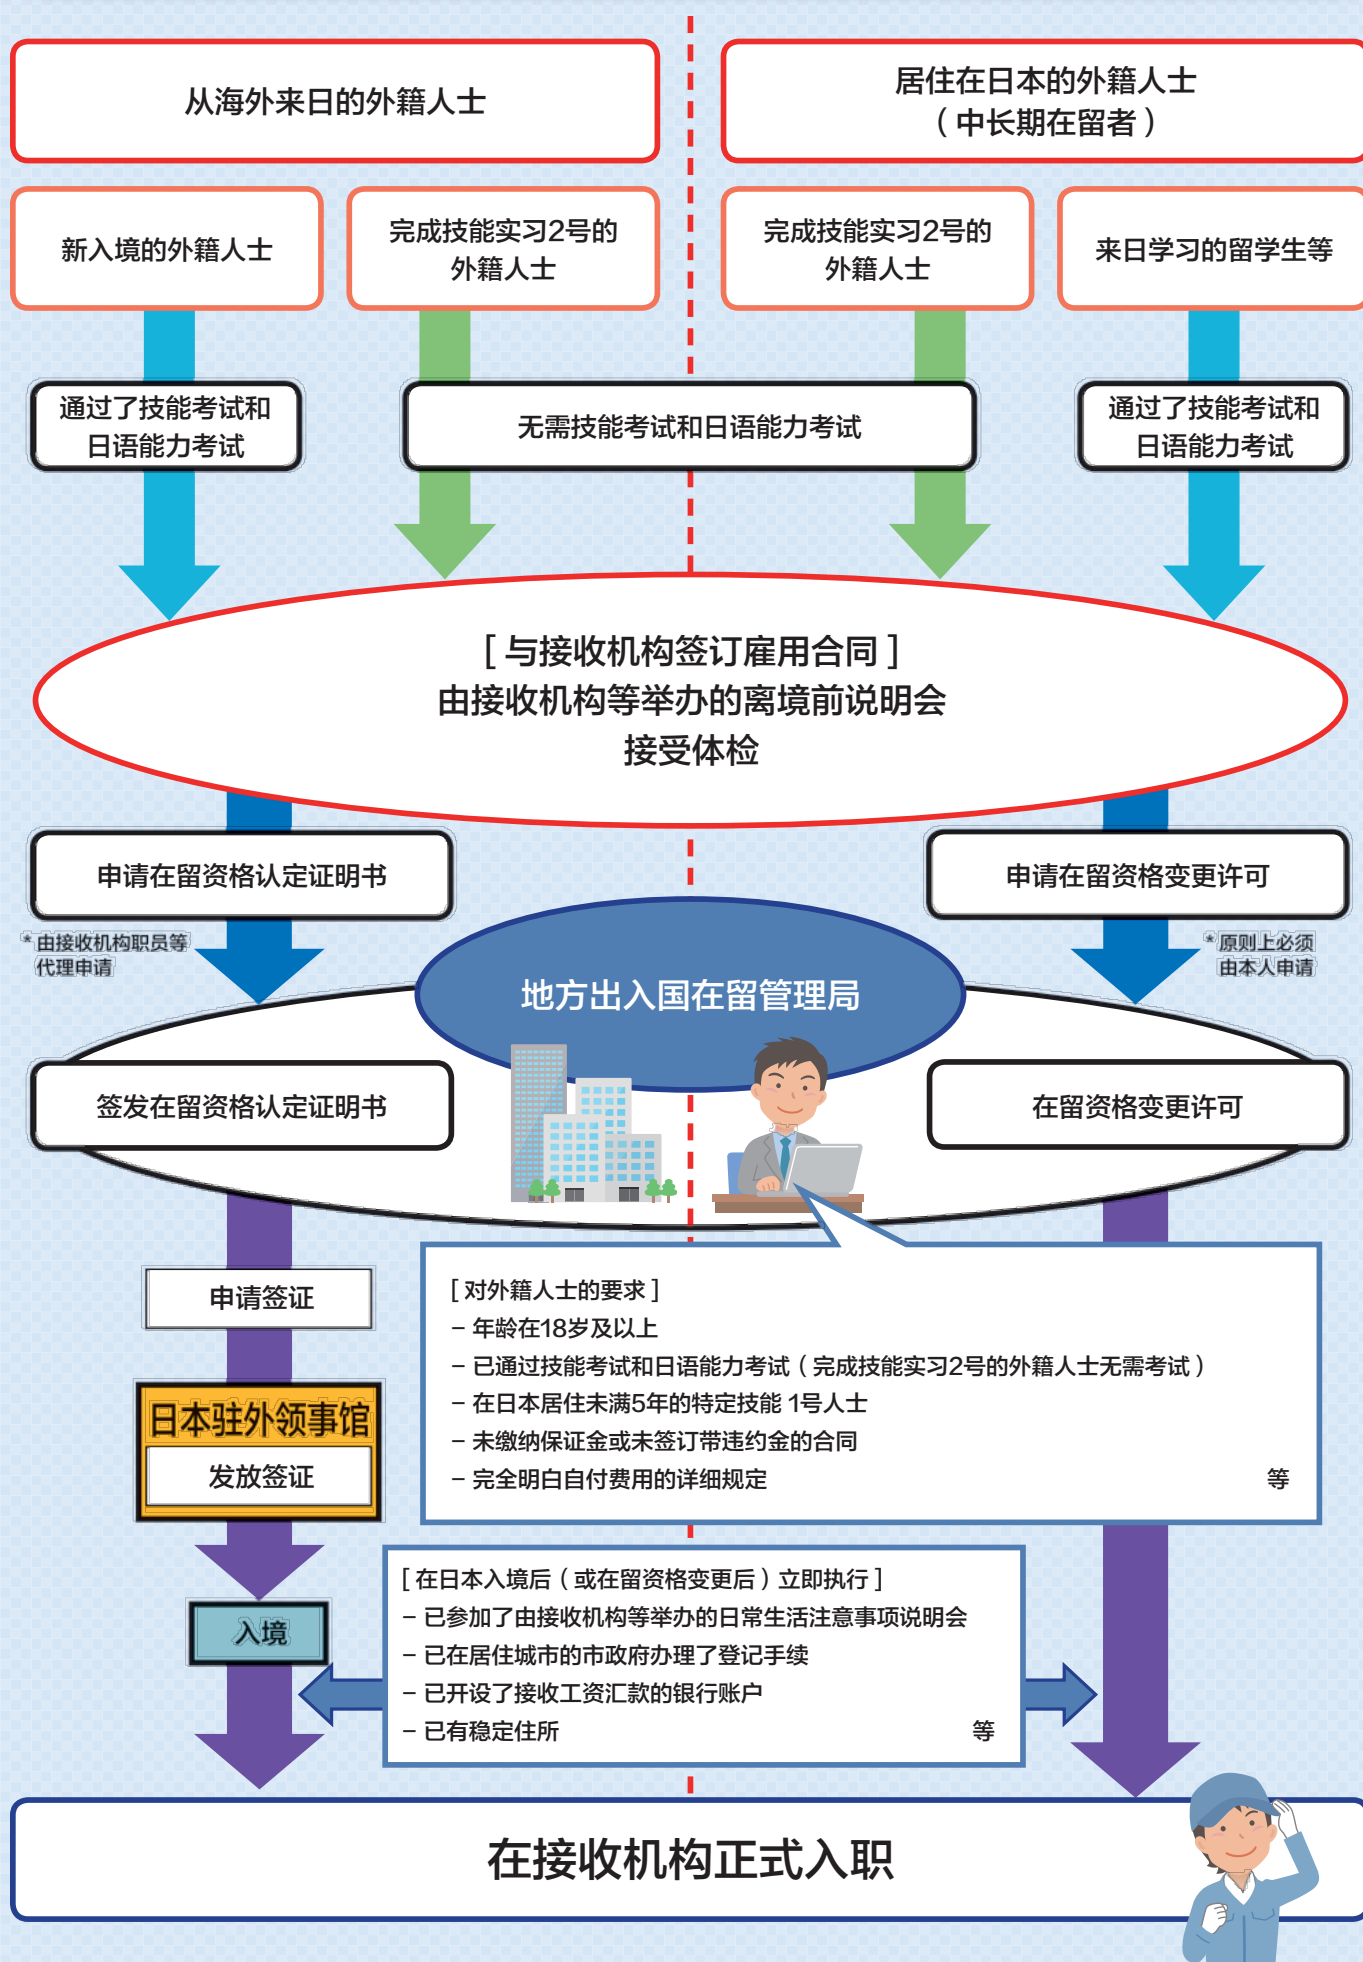 从海外来日的外籍人士
居住在日本的外籍人士
（中长期在留者）
新入境的外籍人士
完成技能实习2号的
外籍人士
完成技能实习2号的
外籍人士
来日学习的留学生等
通过了技能考试和
日语能力考试
无需技能考试和日语能力考试
通过了技能考试和
日语能力考试
［与接收机构签订雇用合同］
由接收机构等举办的离境前说明会
接受体检
申请在留资格认定证明书
申请在留资格变更许可
* 由接收机构职员等
代理申请
* 原则上必须
由本人申请
地方出入国在留管理局
签发在留资格认定证明书
在留资格变更许可
申请签证
日本驻外领事馆
发放签证
［对外籍人士的要求］
– 年龄在18岁及以上
– 已通过技能考试和日语能力考试（完成技能实习2号的外籍人士无需考试）
– 在日本居住未满5年的特定技能 1号人士
– 未缴纳保证金或未签订带违约金的合同
– 完全明白自付费用的详细规定 等
［在日本入境后（或在留资格变更后）立即执行］
– 已参加了由接收机构等举办的日常生活注意事项说明会
– 已在居住城市的市政府办理了登记手续
– 已开设了接收工资汇款的银行账户
– 已有稳定住所 等
入境
在接收机构正式入职